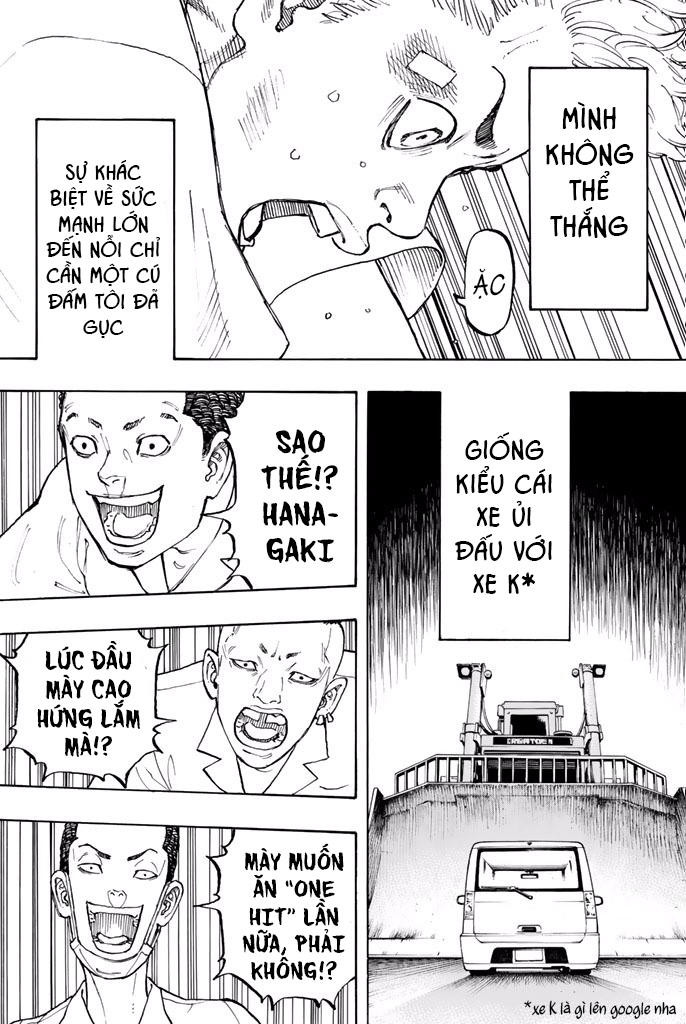 MÌNH
KHÔNG
THỂ
THẮNG
ẶC
SỰ KHÁC
BIỆT VỀ SỨC
MẠNH LỚN
ĐẾN NỖI CHỈ
CẦN MỘT CÚ
ĐẤM TÔI ĐÃ
GỤC
GIỐNG
KIỂU CÁI
XE ỦI
ĐẤU VỚI
XE K*
SAO
THẾ!?
HANA-
GAKI
LÚC ĐẦU
MÀY CAO
HỨNG LẮM
MÀ!?
MÀY MUỐN
ĂN "ONE
HIT" LẦN
NỮA, PHẢI
KHÔNG!?
*xe K là gì lên google nha